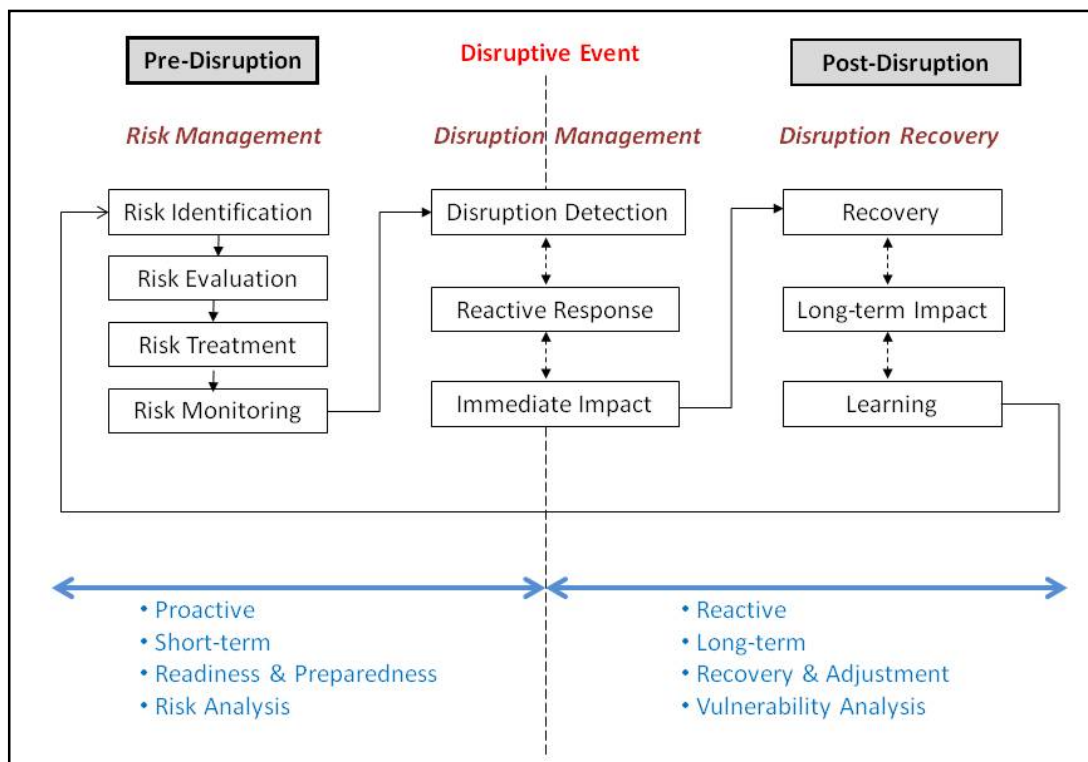 Pre-Disruption
Disruptive Event
Post-Disruption
Risk Management
Disruption Management
Disruption Recovery
Risk Identification
Risk Evaluation
Risk Treatment
Risk Monitoring
Disruption Detection
Reactive Response
Immediate Impact
Recovery
Long-term Impact
Learning
• Proactive
• Short-term
• Readiness & Preparedness
• Risk Analysis
• Reactive
• Long-term
• Recovery & Adjustment
• Vulnerability Analysis